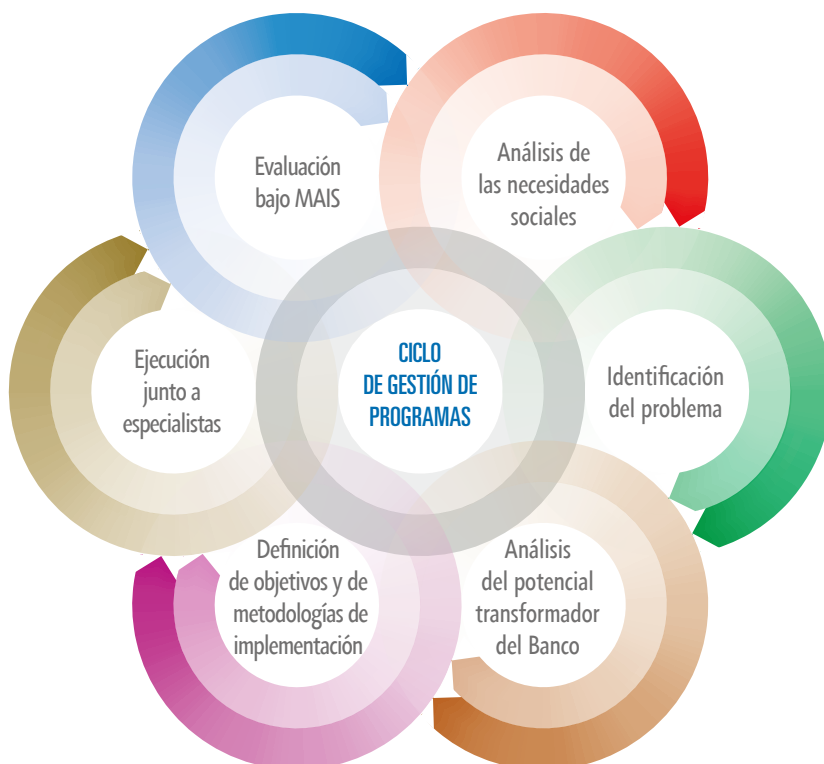 Evaluación
bajo MAIS
Análisis de
las necesidades
sociales
Ejecución
junto a
especialistas
CICLO
DE GESTIÓN DE
PROGRAMAS
Identificación
del problema
Definición
de objetivos y de
metodologías de
implementación
Análisis
del potencial
transformador
del Banco